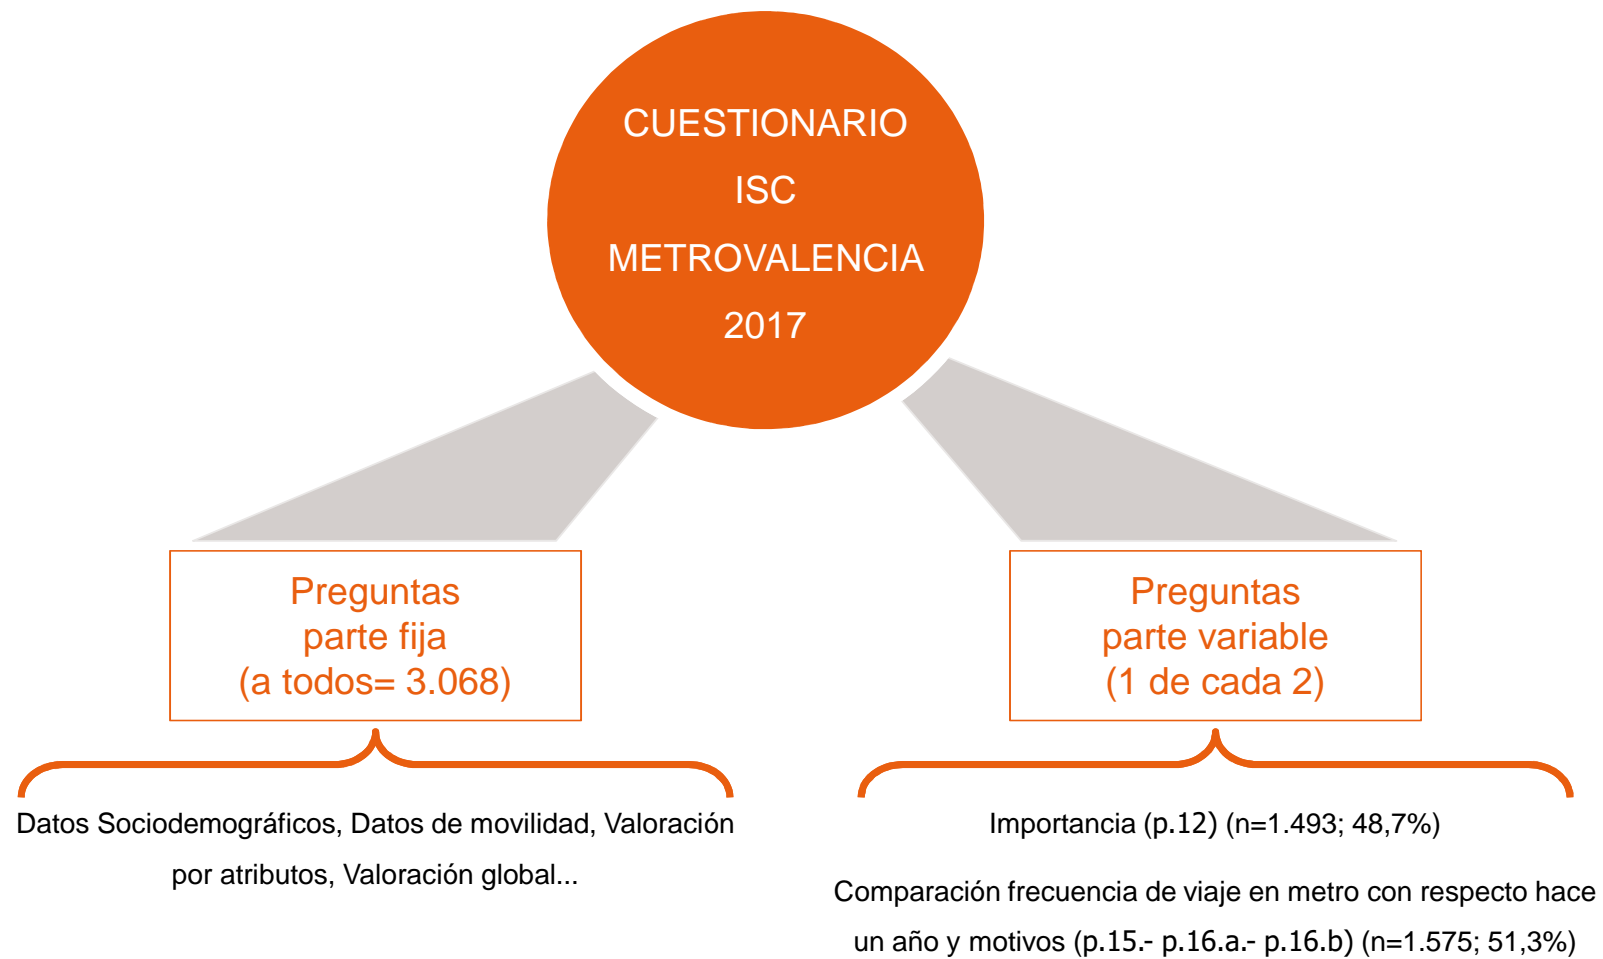 CUESTIONARIO
ISC
METROVALENCIA
2017
Preguntas
parte fija
(a todos= 3.068)
Datos Sociodemográficos, Datos de movilidad, Valoración
por atributos, Valoración global...
Preguntas
parte variable
(1 de cada 2)
Importancia (p.12) (n=1.493; 48,7%)
Comparación frecuencia de viaje en metro con respecto hace
un año y motivos (p.15.- p.16.a.- p.16.b) (n=1.575; 51,3%)